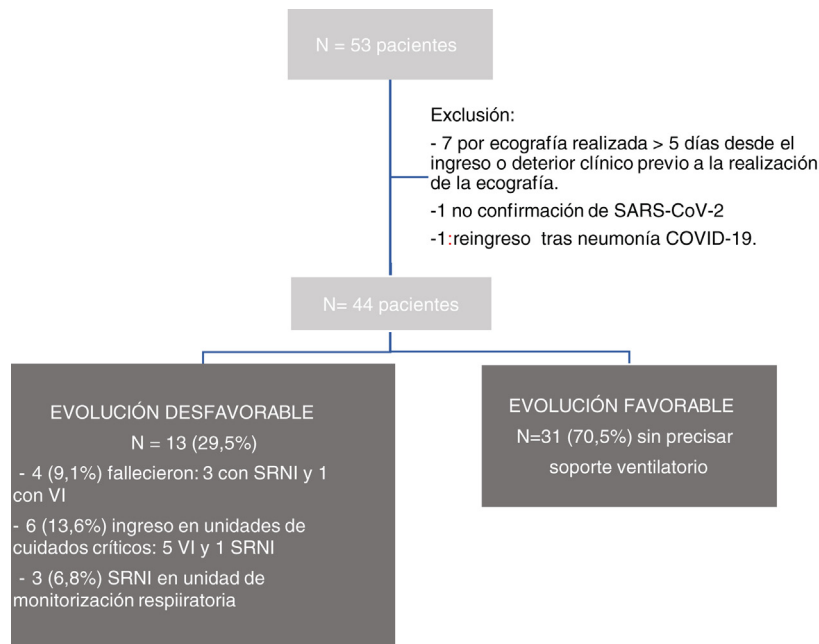 N = 53 pacientes
Exclusión:
- 7 por ecografía realizada > 5 días desde el
ingreso o deterior clínico previo a la realización
de la ecografía.
-1 no confirmación de SARS-CoV-2
-1:reingreso tras neumonía COVID-19.
N= 44 pacientes
EVOLUCIÓN DESFAVORABLE
N = 13 (29,5%)
- 4 (9,1%) fallecieron: 3 con SRNI y 1
con VI
- 6 (13,6%) ingreso en unidades de
cuidados críticos: 5 VI y 1 SRNI
- 3 (6,8%) SRNI en unidad de
monitorización respiiratoria
EVOLUCIÓN FAVORABLE
N=31 (70,5%) sin precisar
soporte ventilatorio